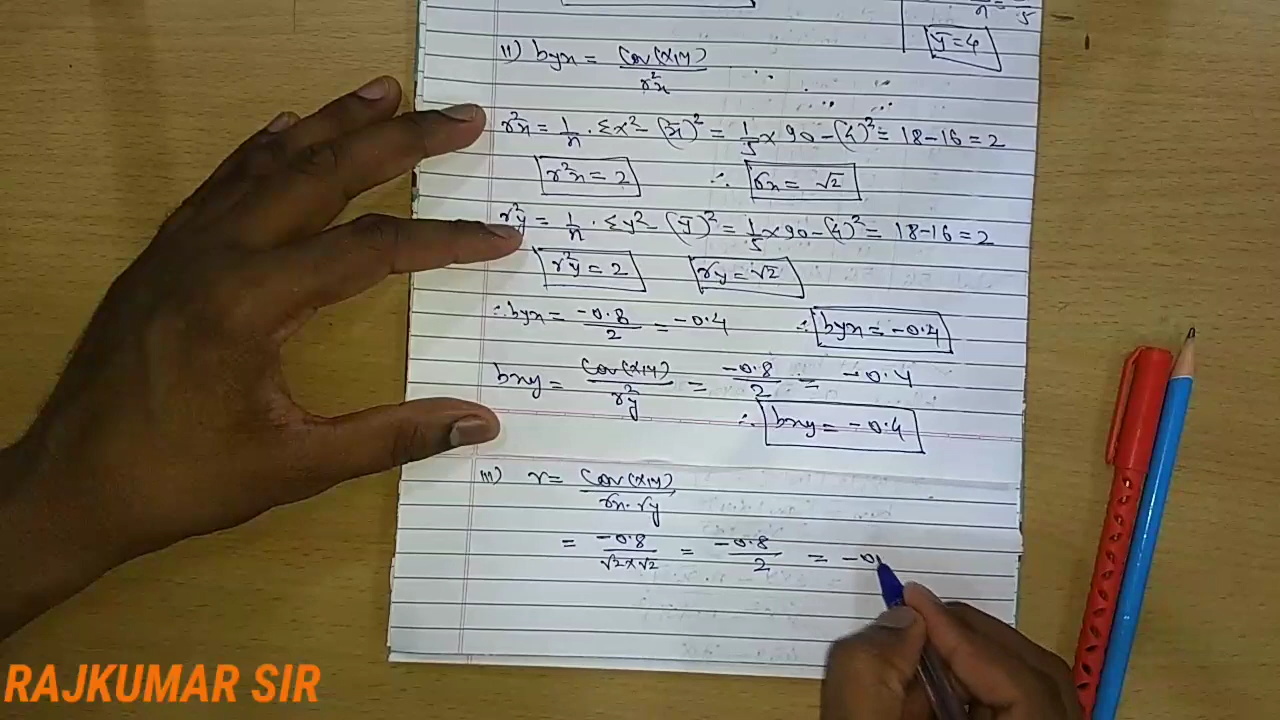 x = 5
ȳ = 4
ii) byx = Cov(x,y) / σ²x
σ²x = 1/n · Σx² - (x̄)² = 1/5 × 90 - (4)² = 18 - 16 = 2
σ²x = 2 ∴ σx = √2
σ²y = 1/n · Σy² - (ȳ)² = 1/5 × 90 - (4)² = 18 - 16 = 2
σ²y = 2 σy = √2
∴ byx = -0.8 / 2 = -0.4 ∴ byx = -0.4
bxy = Cov(x,y) / σ²y = -0.8 / 2 = -0.4
∴ bxy = -0.4
iii) r = Cov(x,y) / σx · σy
= -0.8 / √2 × √2 = -0.8 / 2 = -0.
RAJKUMAR SIR